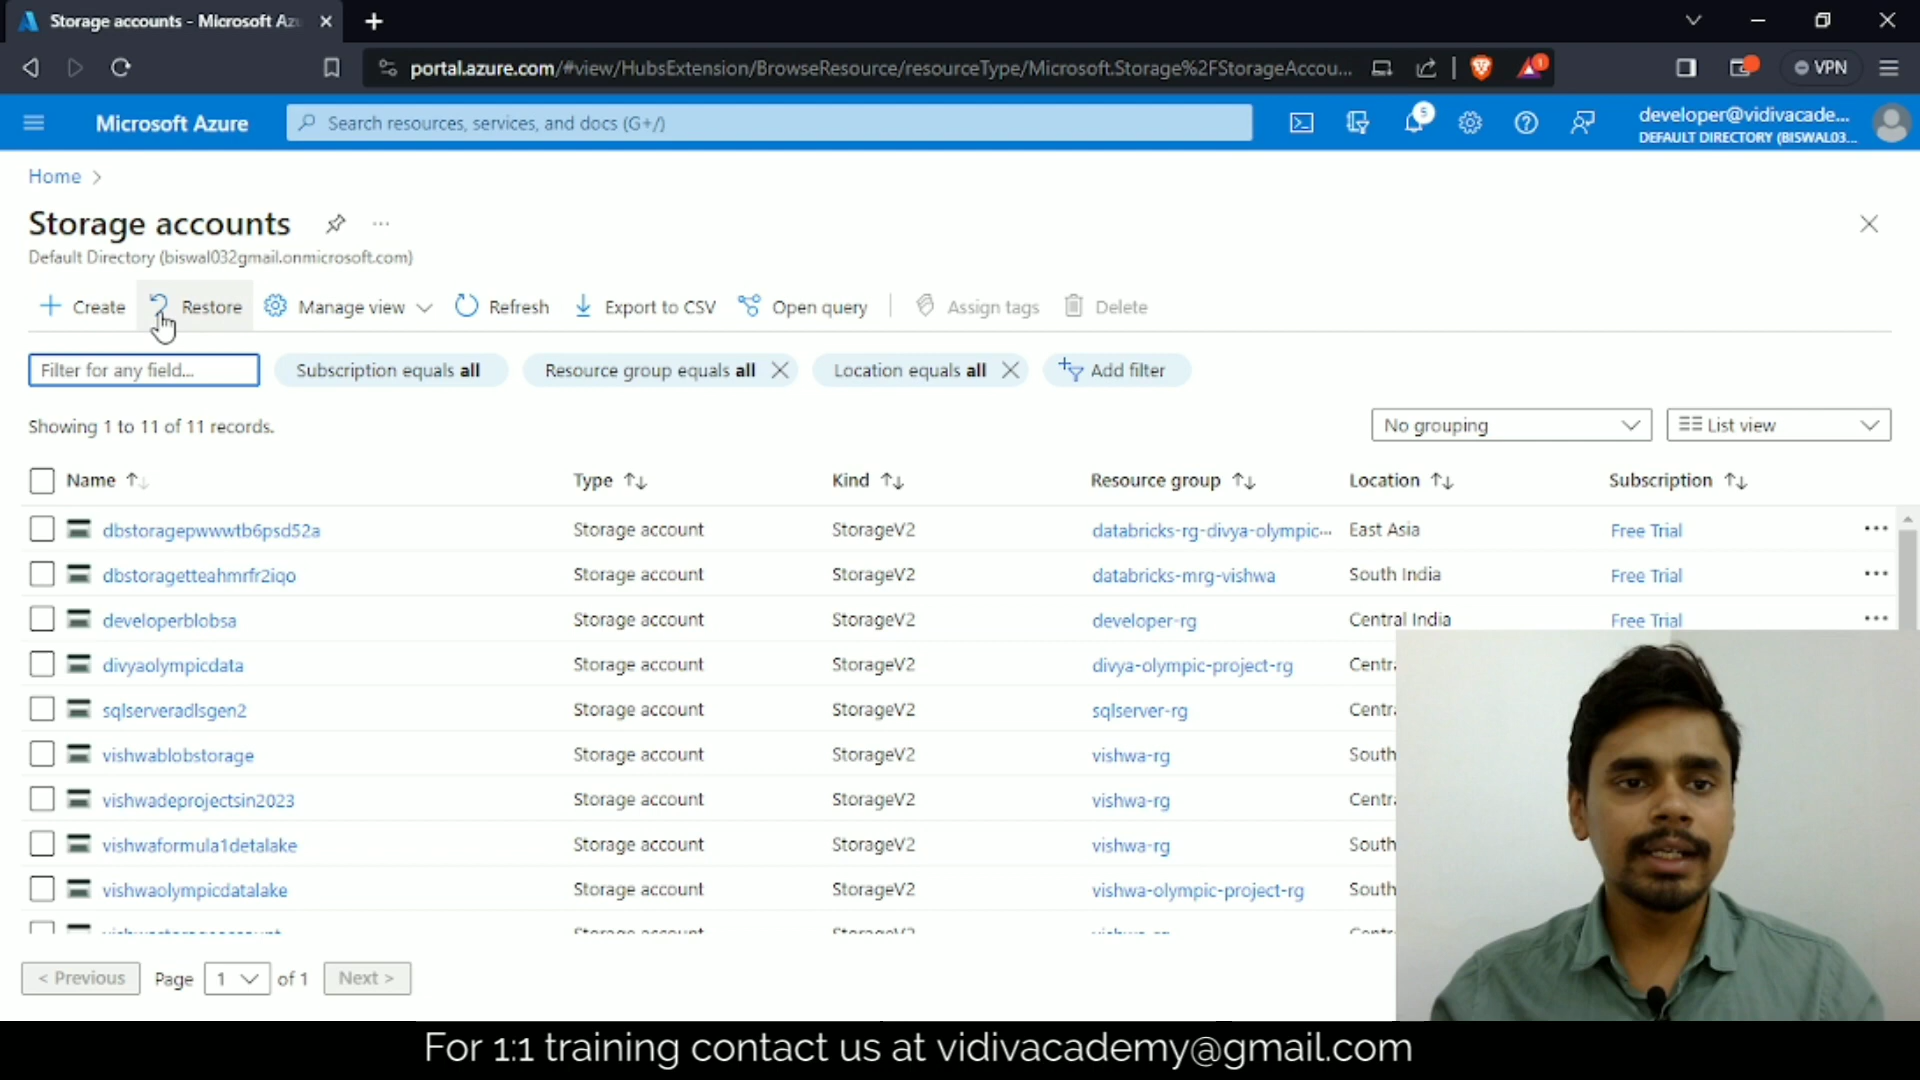 Storage accounts - Microsoft Az
portal.azure.com/#view/HubsExtension/BrowseResource/resourceType/Microsoft.Storage%2FStorageAccou...
1
VPN
Microsoft Azure
Search resources, services, and docs (G+/)
5
developer@vidivacade...
DEFAULT DIRECTORY (BISWAL03...
Home >
Storage accounts
Default Directory (biswal032gmail.onmicrosoft.com)
Create Restore Manage view Refresh Export to CSV Open query Assign tags Delete
Filter for any field... Subscription equals all Resource group equals all Location equals all Add filter
Showing 1 to 11 of 11 records.
No grouping List view
Name Type Kind Resource group Location Subscription
dbstoragepwwwtb6psd52a Storage account StorageV2 databricks-rg-divya-olympic... East Asia Free Trial
dbstoragetteahmrfr2iqo Storage account StorageV2 databricks-mrg-vishwa South India Free Trial
developerblobsa Storage account StorageV2 developer-rg Central India Free Trial
divyaolympicdata Storage account StorageV2 divya-olympic-project-rg Centra
sqlserveradlsgen2 Storage account StorageV2 sqlserver-rg Centra
vishwablobstorage Storage account StorageV2 vishwa-rg South
vishwadeprojectsin2023 Storage account StorageV2 vishwa-rg Centra
vishwaformula1detalake Storage account StorageV2 vishwa-rg South
vishwaolympicdatalake Storage account StorageV2 vishwa-olympic-project-rg South
< Previous Page 1 of 1 Next >
For 1:1 training contact us at vidivacademy@gmail.com